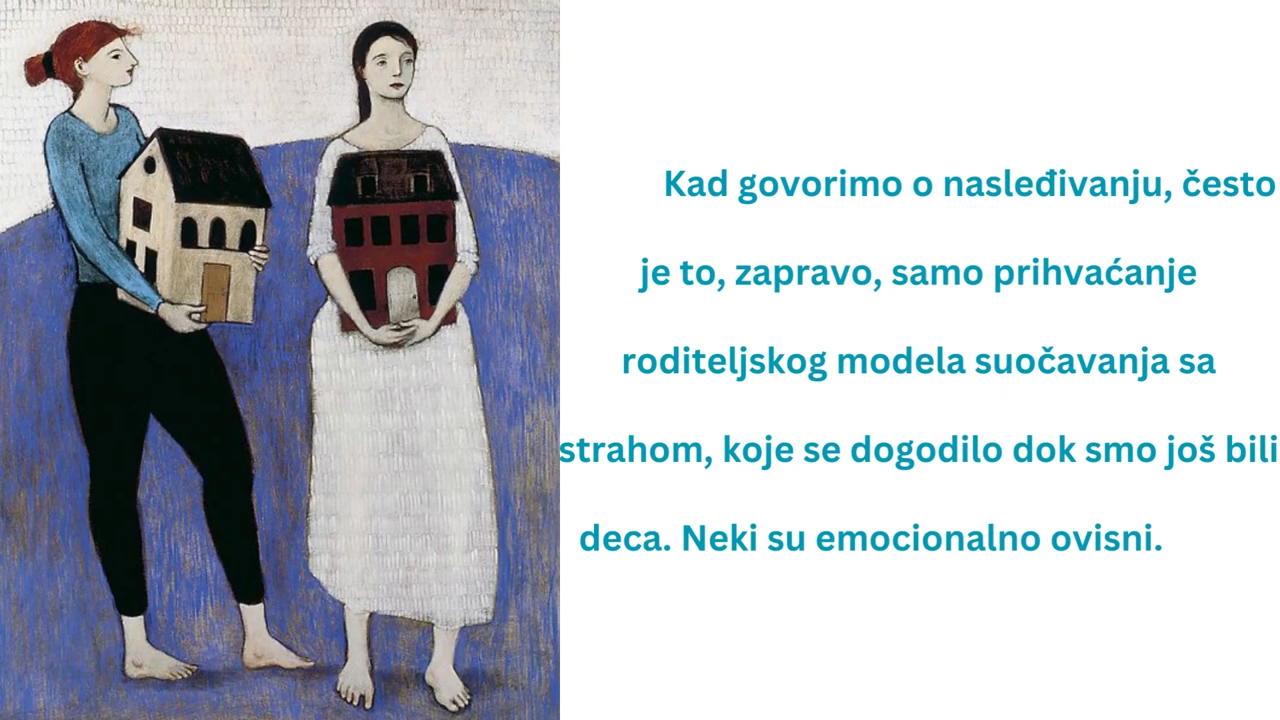 Kad govorimo o nasleđivanju, često
je to, zapravo, samo prihvaćanje
roditeljskog modela suočavanja sa
strahom, koje se dogodilo dok smo još bili
deca. Neki su emocionalno ovisni.